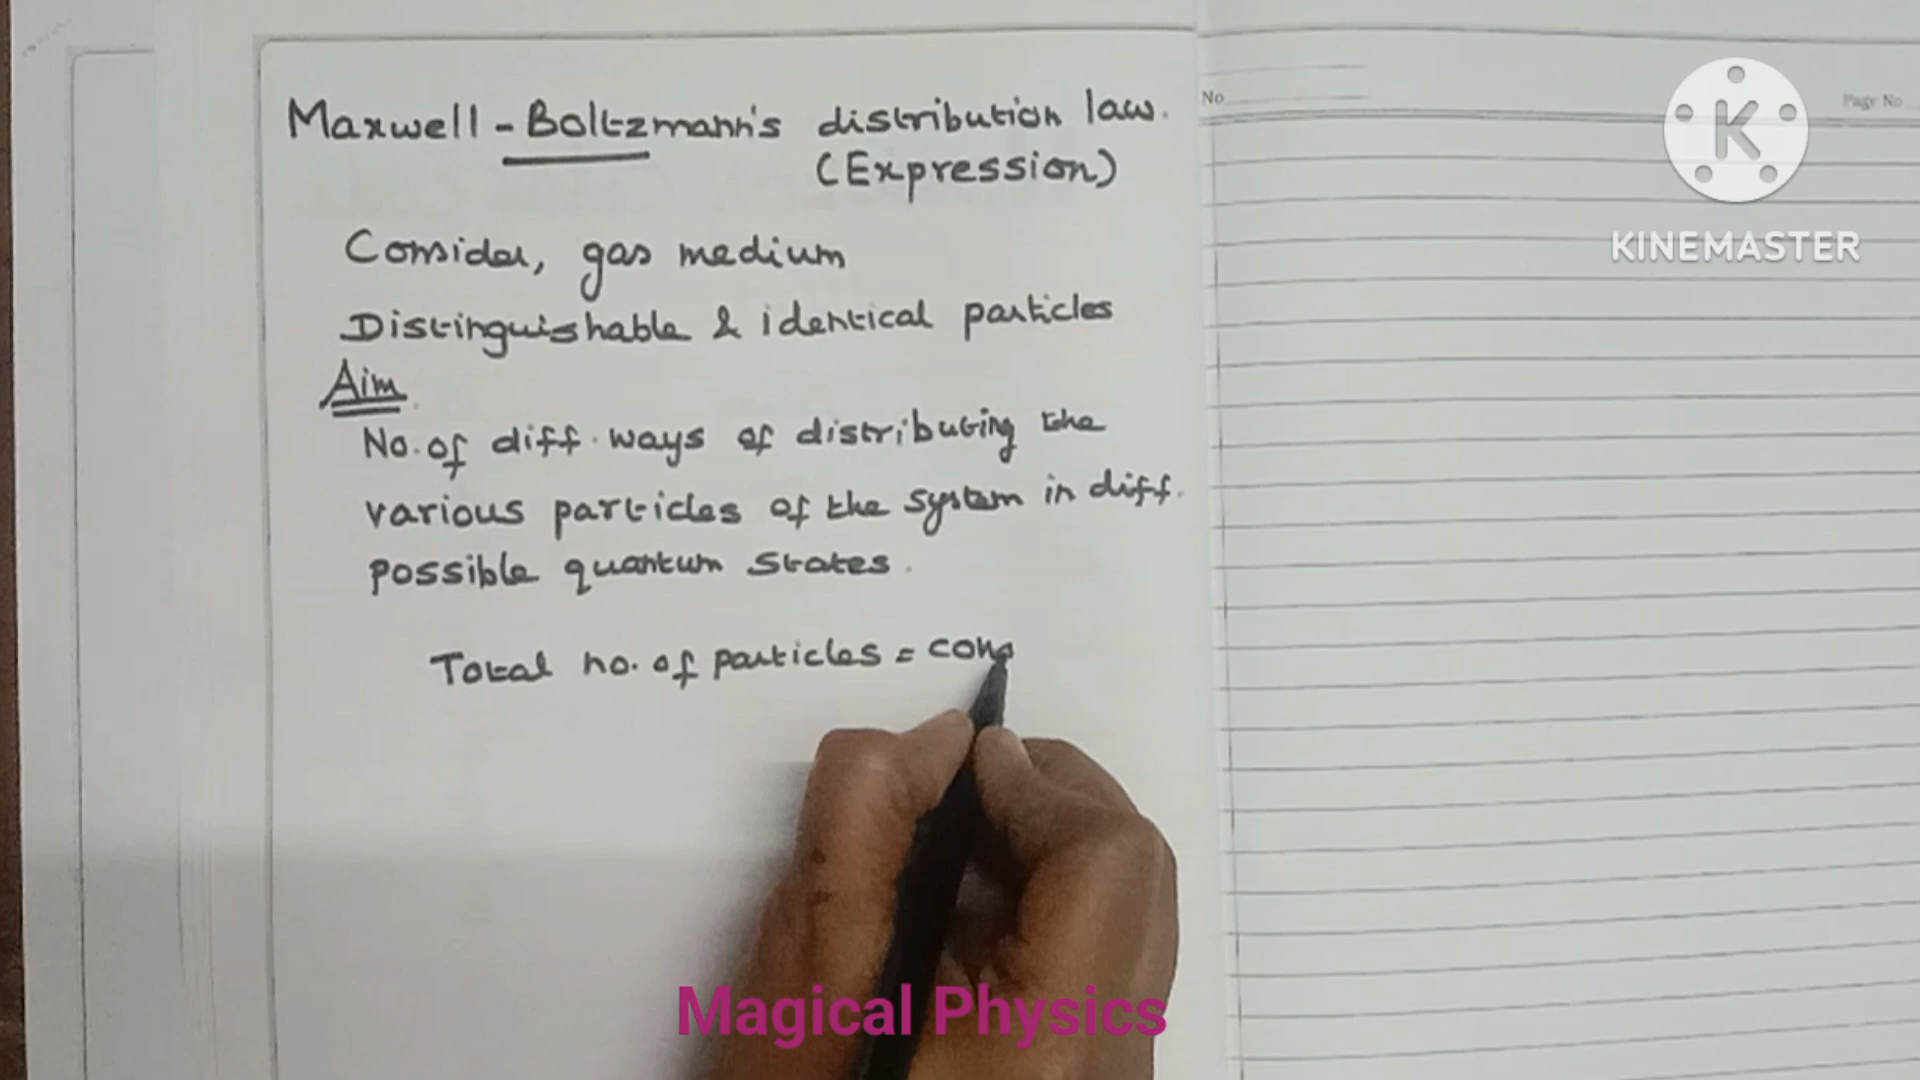 Maxwell - Boltzmann's distribution law.
(Expression)
Consider, gas medium
Distinguishable & identical particles
Aim
No. of diff. ways of distributing the
various particles of the system in diff.
possible quantum states.
Total no. of particles = cons
No
Page No
K
KINEMASTER
Magical Physics